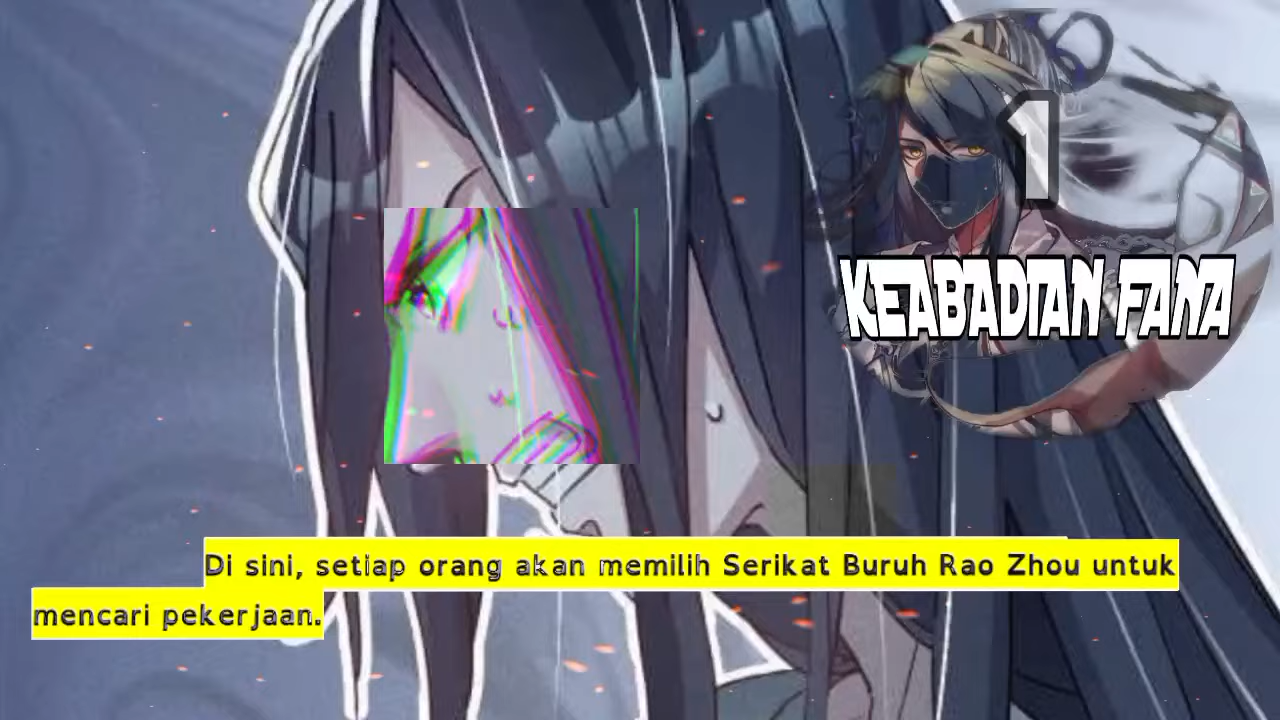 1
KEABADIAN FANA
Di sini, setiap orang akan memilih Serikat Buruh Rao Zhou untuk
mencari pekerjaan.